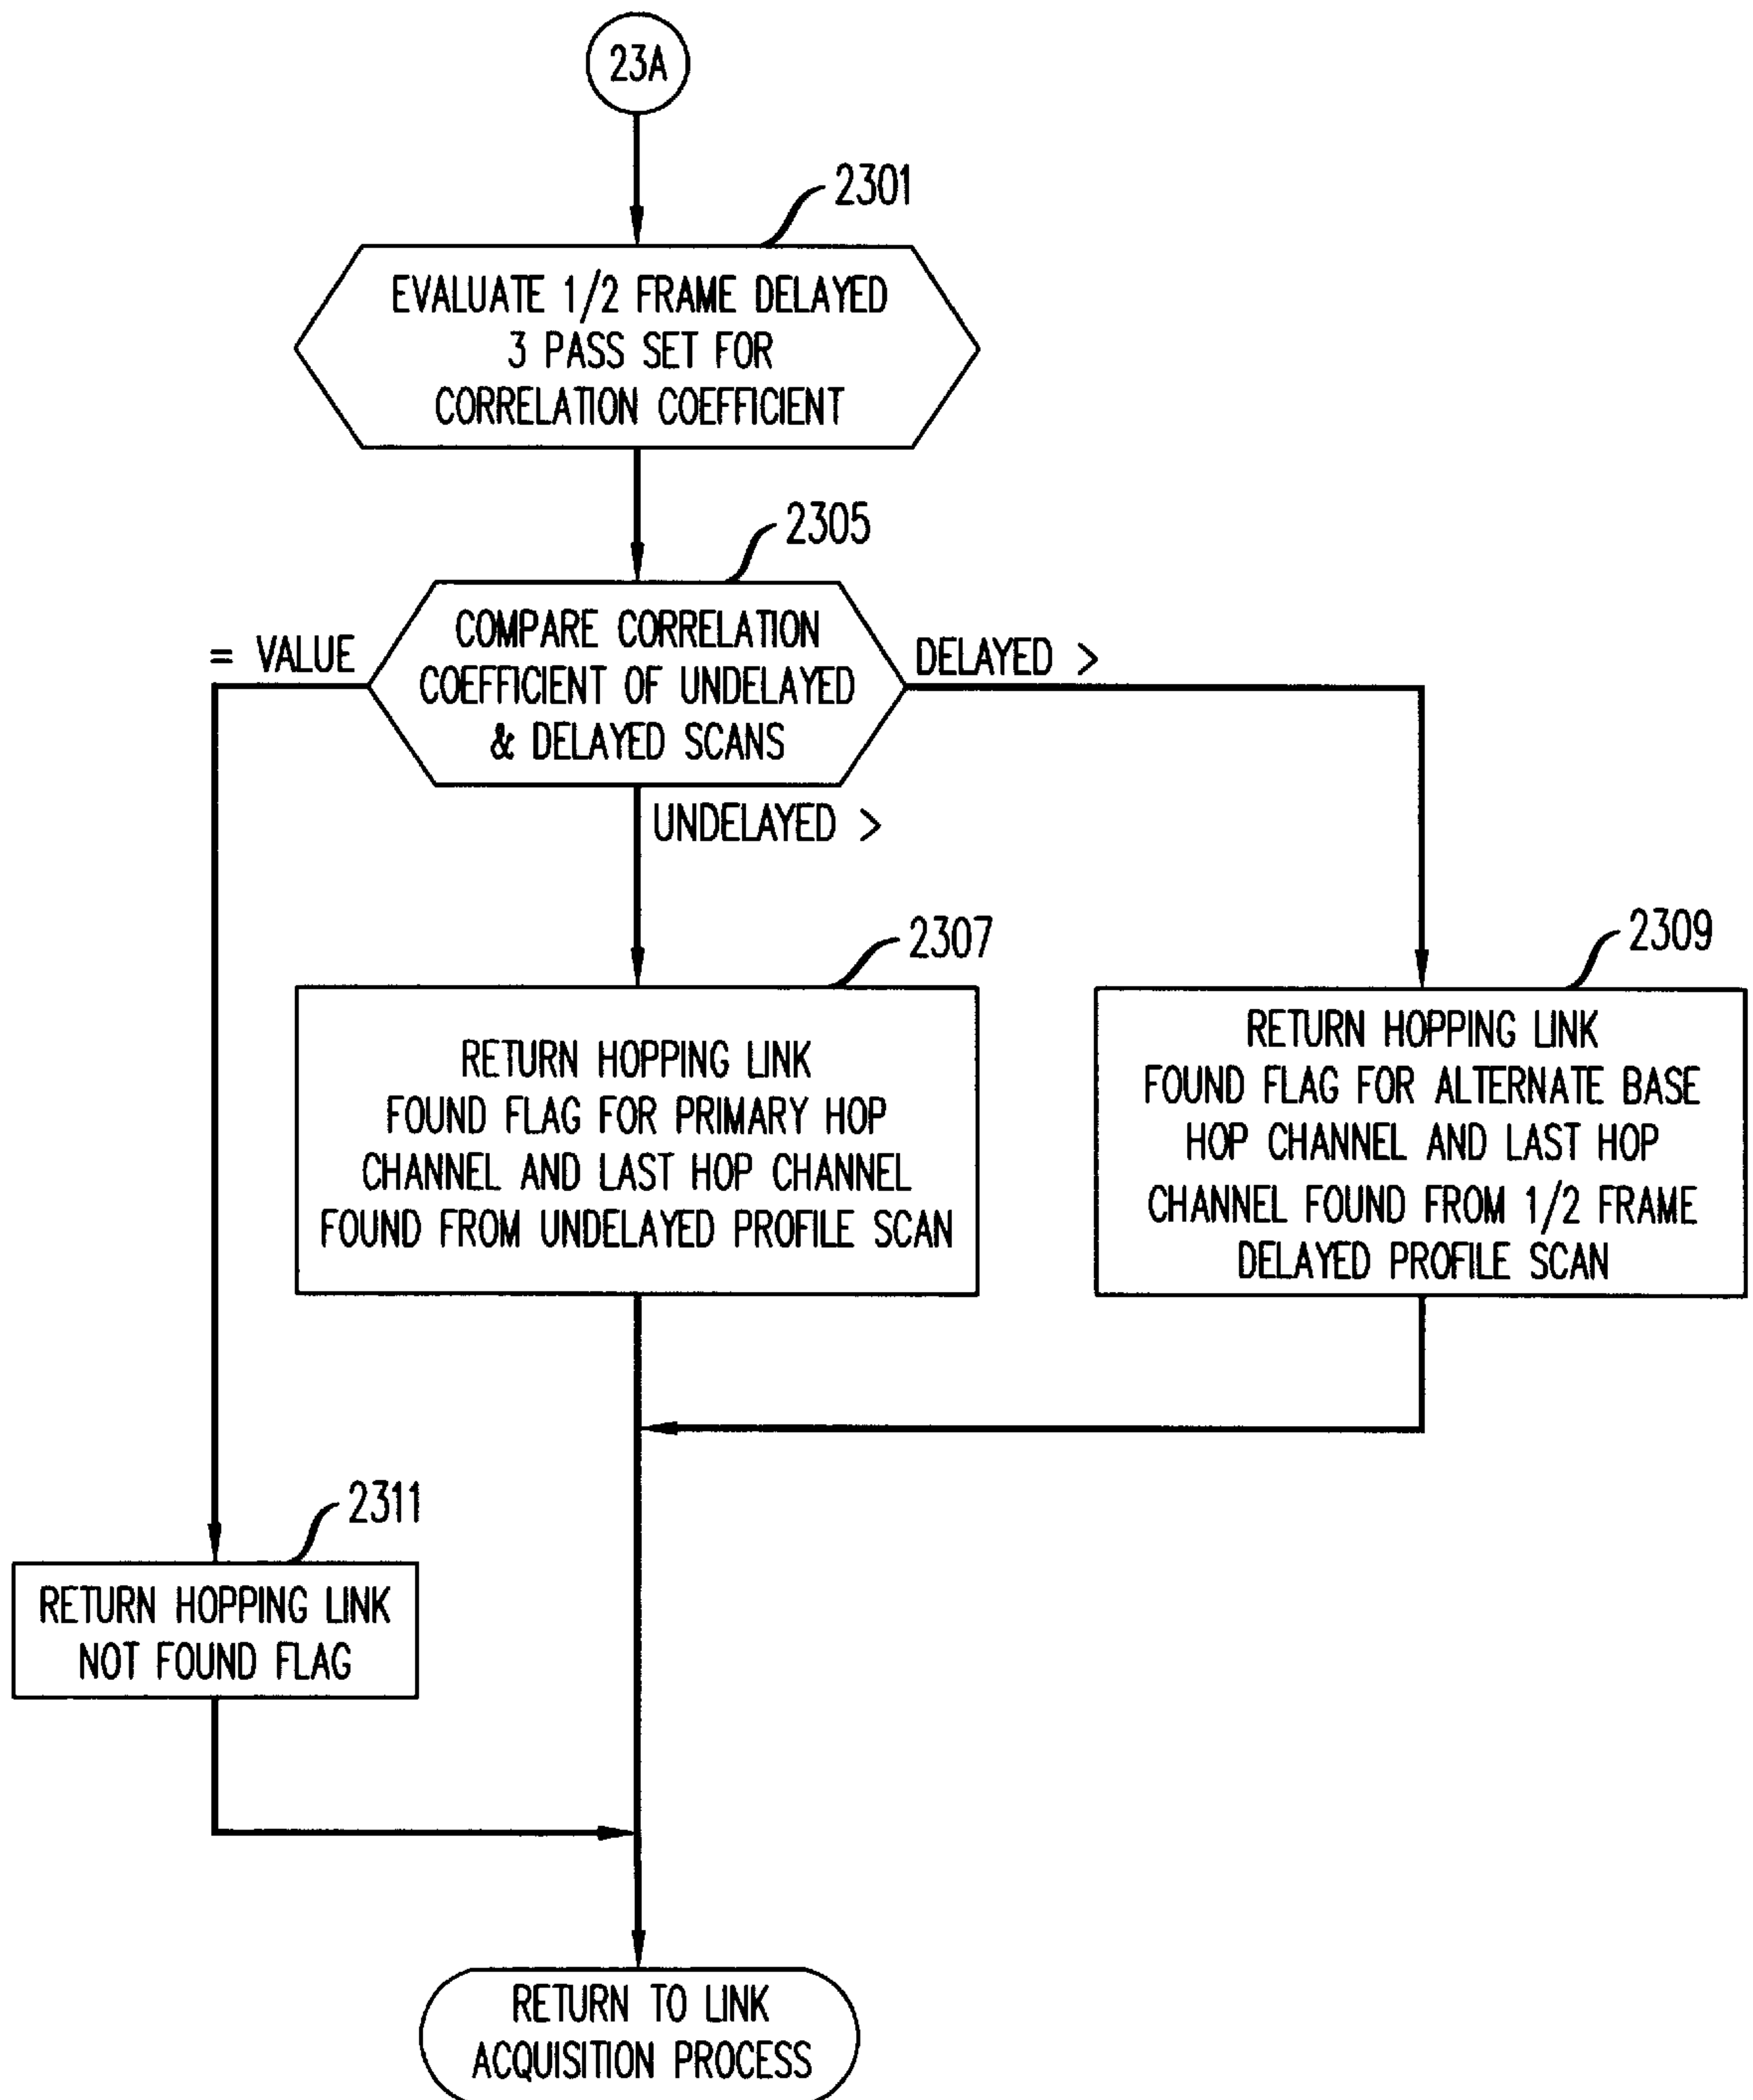 23A
2301
EVALUATE 1/2 FRAME DELAYED
3 PASS SET FOR
CORRELATION COEFFICIENT
2305
COMPARE CORRELATION
COEFFICIENT OF UNDELAYED
& DELAYED SCANS
= VALUE
DELAYED >
UNDELAYED >
2307
RETURN HOPPING LINK
FOUND FLAG FOR PRIMARY HOP
CHANNEL AND LAST HOP CHANNEL
FOUND FROM UNDELAYED PROFILE SCAN
2309
RETURN HOPPING LINK
FOUND FLAG FOR ALTERNATE BASE
HOP CHANNEL AND LAST HOP
CHANNEL FOUND FROM 1/2 FRAME
DELAYED PROFILE SCAN
2311
RETURN HOPPING LINK
NOT FOUND FLAG
RETURN TO LINK
ACQUISITION PROCESS